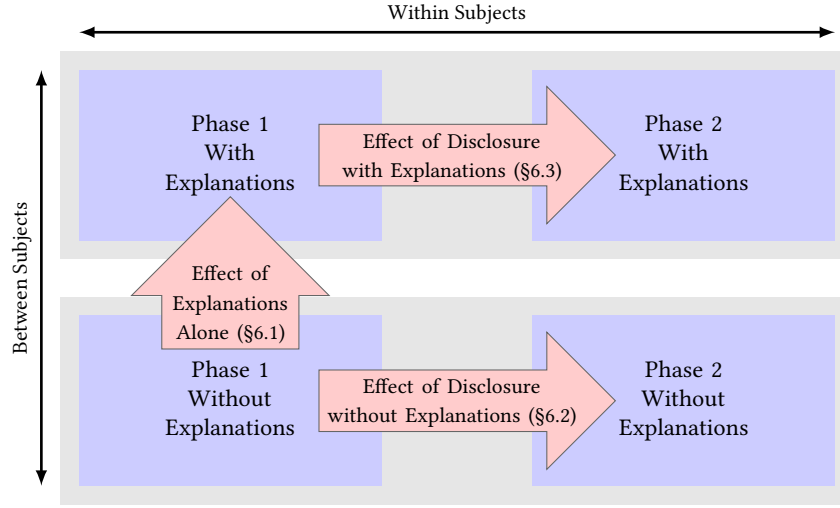 Within Subjects
Between Subjects
Phase 1
With
Explanations
Effect of Disclosure
with Explanations (§6.3)
Phase 2
With
Explanations
Effect of
Explanations
Alone (§6.1)
Phase 1
Without
Explanations
Effect of Disclosure
without Explanations (§6.2)
Phase 2
Without
Explanations